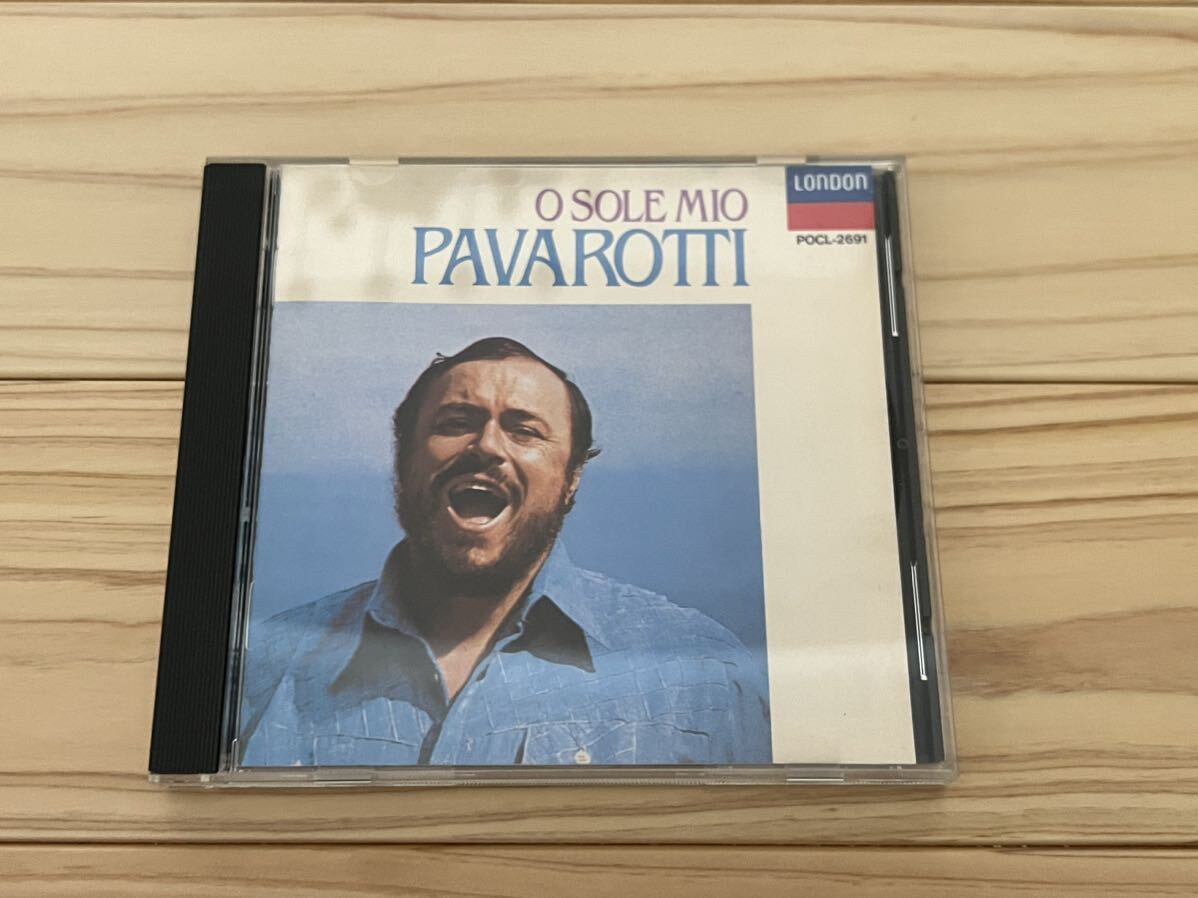 O SOLE MIO
PAVAROTTI
LONDON
POCL-2691